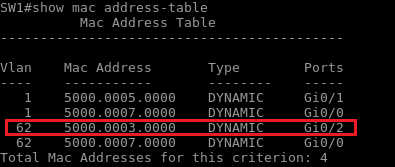 SW1#show mac address-table
Mac Address Table
-------------------------------------------
Vlan Mac Address Type Ports
---- ----------- -------- -----
1 5000.0005.0000 DYNAMIC Gi0/1
1 5000.0007.0000 DYNAMIC Gi0/0
62 5000.0003.0000 DYNAMIC Gi0/2
62 5000.0007.0000 DYNAMIC Gi0/0
Total Mac Addresses for this criterion: 4